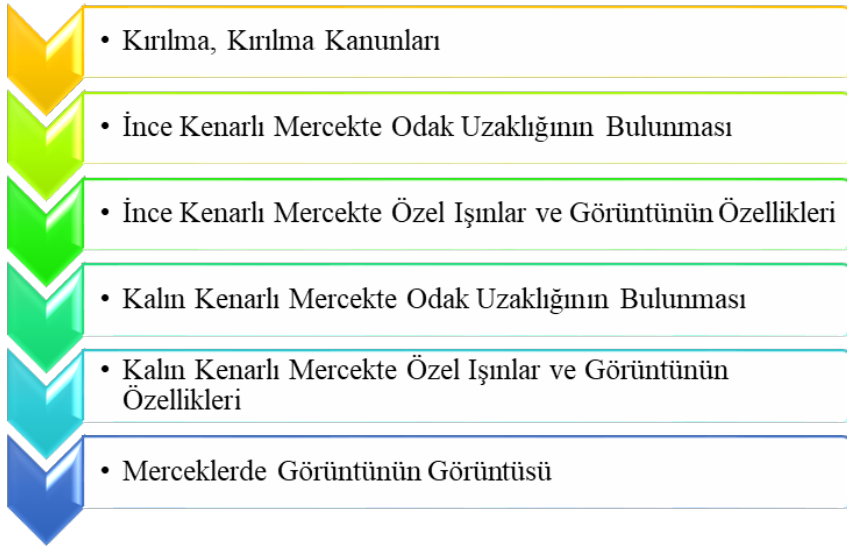 • Kırılma, Kırılma Kanunları
• İnce Kenarlı Mercekte Odak Uzaklığının Bulunması
• İnce Kenarlı Mercekte Özel Işınlar ve Görüntünün Özellikleri
• Kalın Kenarlı Mercekte Odak Uzaklığının Bulunması
• Kalın Kenarlı Mercekte Özel Işınlar ve Görüntünün
Özellikleri
• Merceklerde Görüntünün Görüntüsü